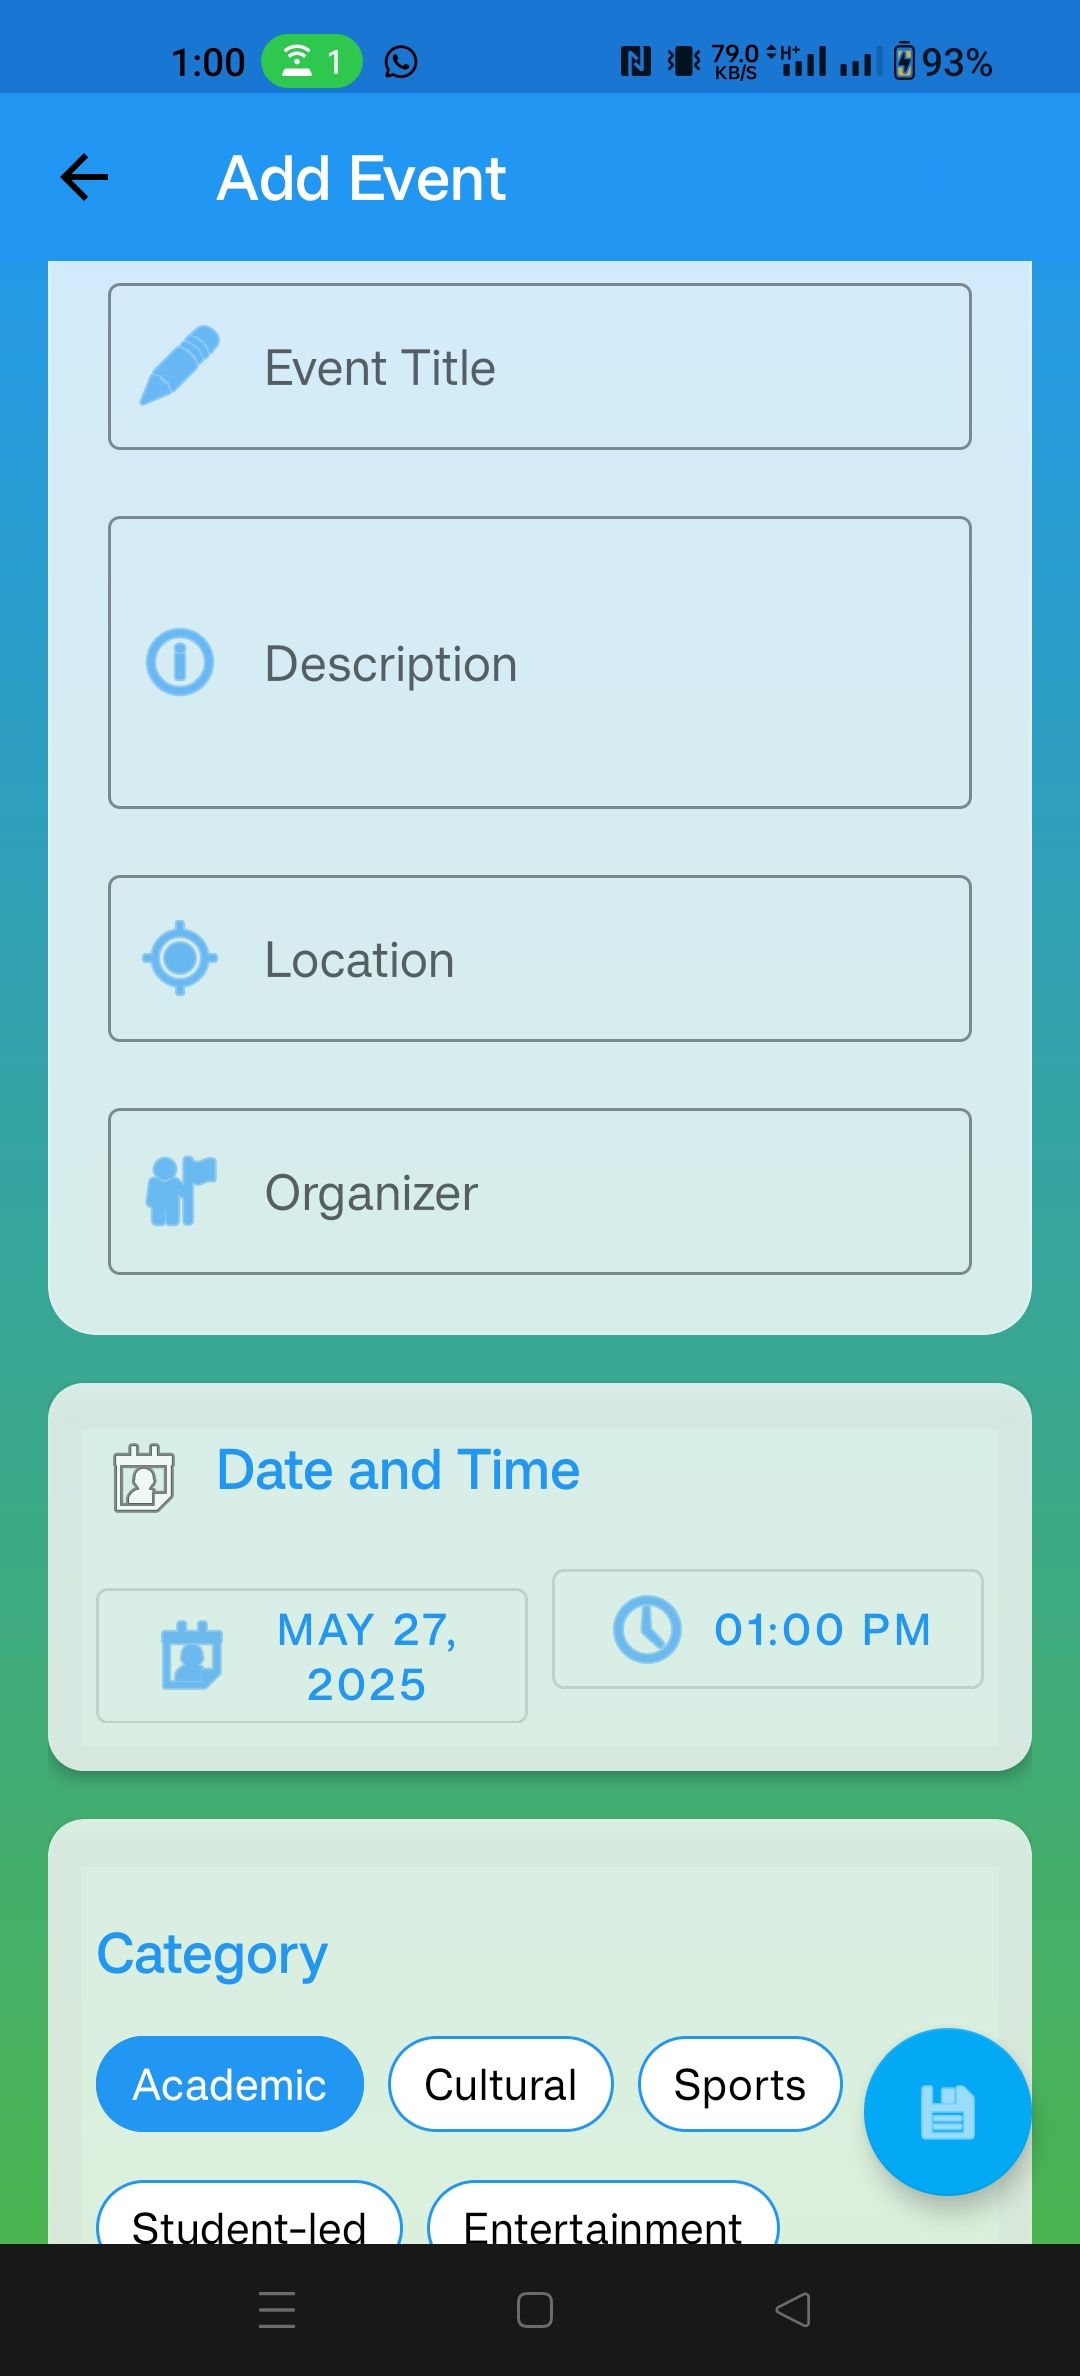 1:00 1 79.0 KB/S H+ 93%
Add Event
Event Title
Description
Location
Organizer
Date and Time
MAY 27,
2025
01:00 PM
Category
Academic Cultural Sports
Student-led Entertainment